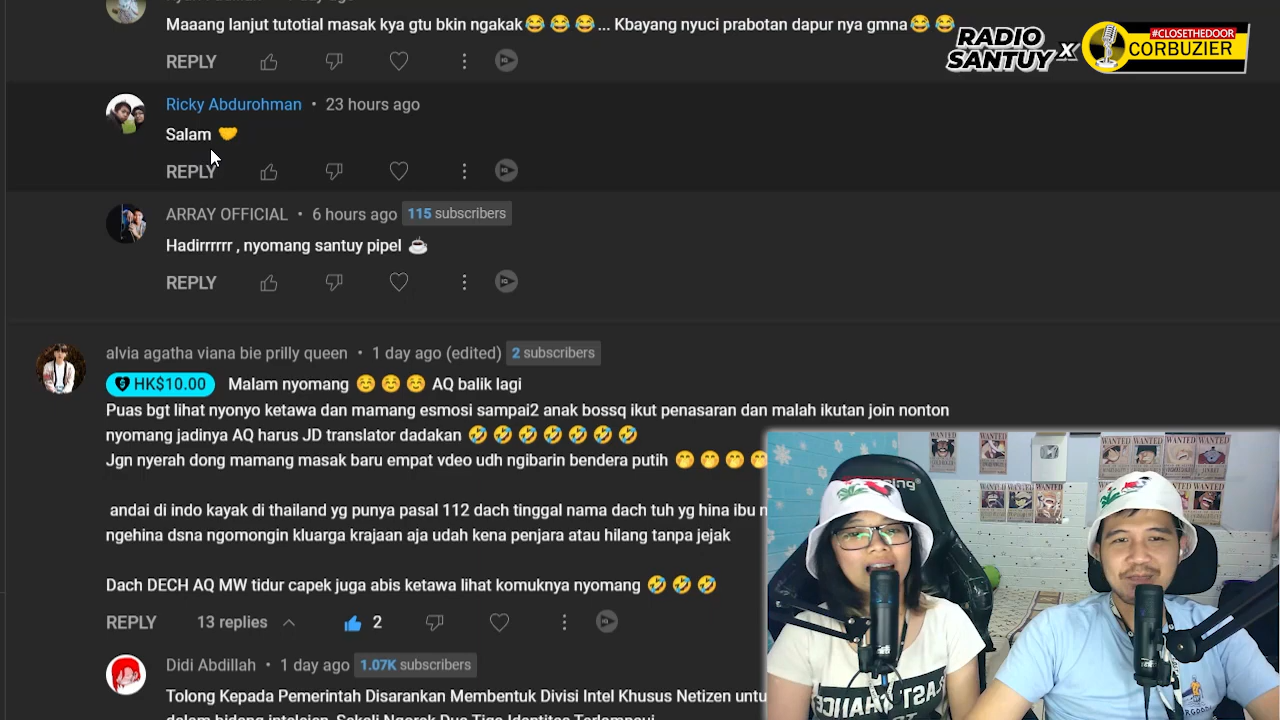 Maaang lanjut tutotial masak kya gtu bkin ngakak😂😂😂... Kbayang nyuci prabotan dapur nya gmna😂😂
REPLY
RADIO SANTUY X #CLOSETHEDOOR CORBUZIER
Ricky Abdurohman • 23 hours ago
Salam 🤝
REPLY
ARRAY OFFICIAL • 6 hours ago 115 subscribers
Hadirrrrrr , nyomang santuy pipel ☕
REPLY
alvia agatha viana bie prilly queen • 1 day ago (edited) 2 subscribers
HK$10.00 Malam nyomang ☺️☺️☺️ AQ balik lagi
Puas bgt lihat nyonyo ketawa dan mamang esmosi sampai2 anak bossq ikut penasaran dan malah ikutan join nonton
nyomang jadinya AQ harus JD translator dadakan 🤣🤣🤣🤣🤣🤣🤣
Jgn nyerah dong mamang masak baru empat vdeo udh ngibarin bendera putih 🤭🤭🤭🤭
andai di indo kayak di thailand yg punya pasal 112 dach tinggal nama dach tuh yg hina ibu
ngehina dsna ngomongin kluarga krajaan aja udah kena penjara atau hilang tanpa jejak
Dach DECH AQ MW tidur capek juga abis ketawa lihat komuknya nyomang 🤣🤣🤣
REPLY 13 replies 2
Didi Abdillah • 1 day ago 1.07K subscribers
Tolong Kepada Pemerintah Disarankan Membentuk Divisi Intel Khusus Netizen
WANTED WANTED WANTED WANTED WANTED WANTED